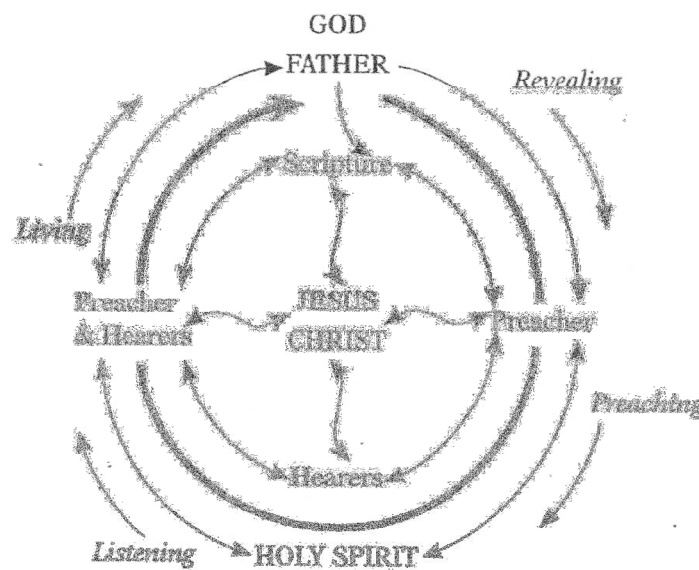 GOD
FATHER
Revealing
Scripture
Living
Preacher
& Hearers
JESUS
CHRIST
Preacher
Preaching
Hearers
Listening
HOLY SPIRIT